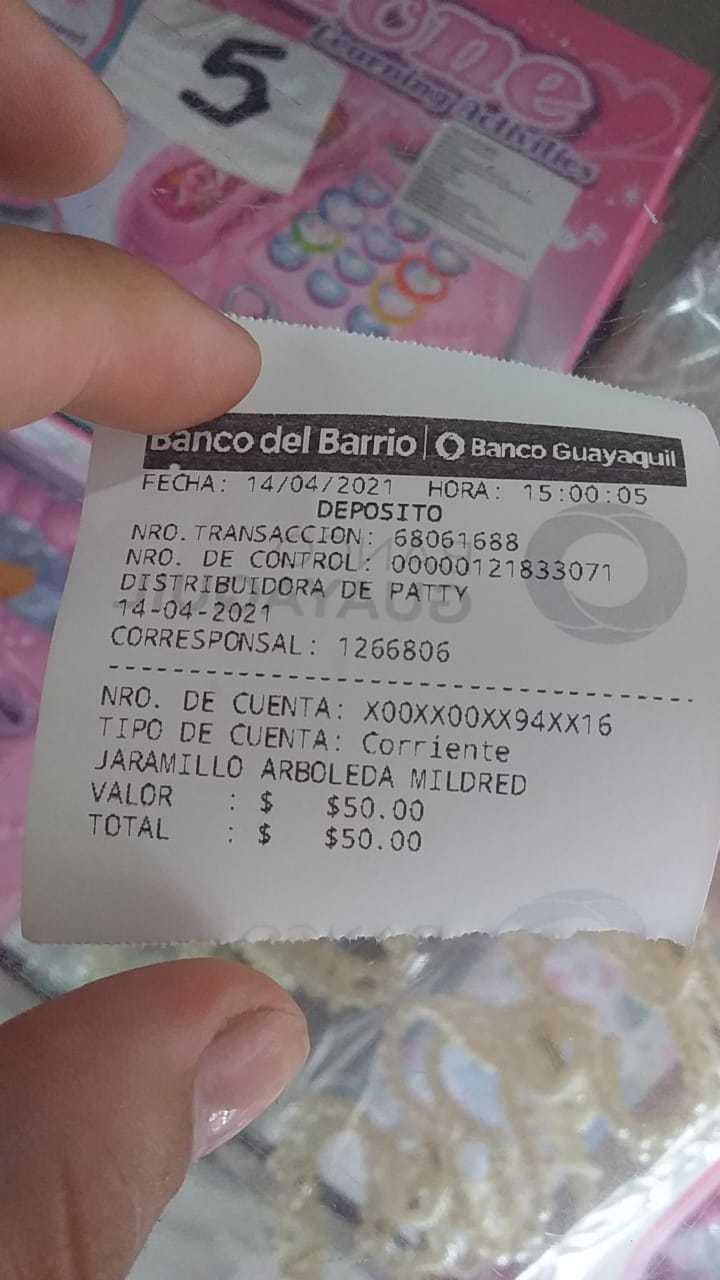 one
Learning Activities
5
Banco del Barrio | Banco Guayaquil
FECHA: 14/04/2021 HORA: 15:00:05
DEPOSITO
NRO. TRANSACCION: 68061688
NRO. DE CONTROL: 000000121833071
DISTRIBUIDORA DE PATTY
14-04-2021
CORRESPONSAL: 1266806
NRO. DE CUENTA: X00XX00XX94XX16
TIPO DE CUENTA: Corriente
JARAMILLO ARBOLEDA MILDRED
VALOR : $ $50.00
TOTAL : $ $50.00